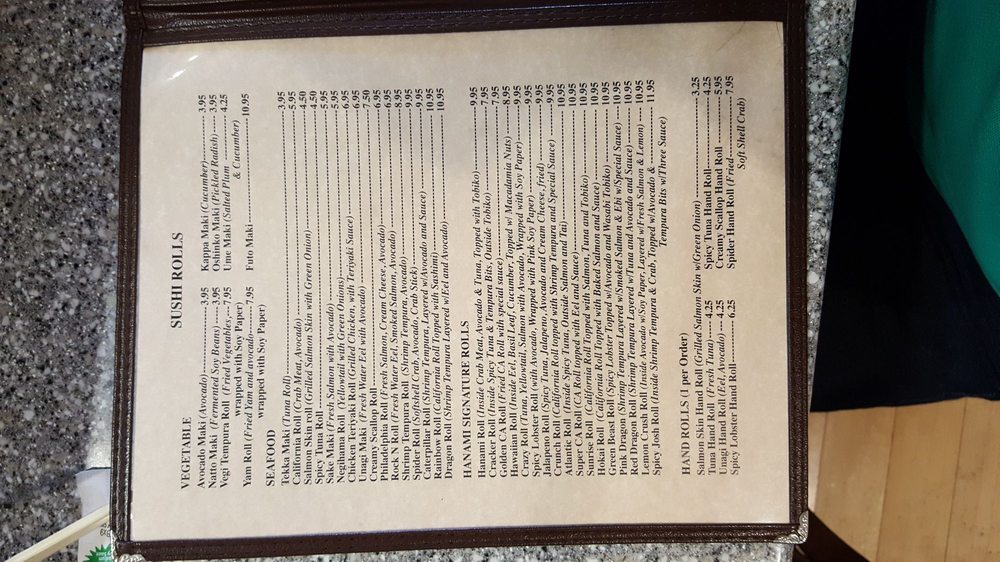 SUSHI ROLLS
VEGETABLE
Avocado Maki (Avocado)--------3.95
Natto Maki (Fermented Soy Beans) -----3.95
Vegi Tempura Roll (Fried Vegetables,---7.95
wrapped with Soy Paper)
Yam Roll (Fried Yam and avocado)-------7.95
wrapped with Soy Paper)
Kappa Maki (Cucumber)------------ 3.95
Oshinko Maki (Pickled Radish)----- 3.95
Ume Maki (Salted Plum ------------ 4.25
& Cucumber)
Futo Maki ------------------------10.95
SEAFOOD
Tekka Maki (Tuna Roll)------------ 3.95
California Roll (Crab Meat, Avocado)------------ 5.95
Salmon Skin roll (Grilled Salmon Skin with Green Onion)------------ 4.50
Spicy Tuna Roll------------ 4.50
Sake Maki (Fresh Salmon with Avocado)------------ 5.95
Negihama Roll (Yellowtail with Green Onions)------------ 5.95
Chicken Teriyaki Roll (Grilled Chicken, with Teriyaki Sauce)------------ 6.95
Unagi Maki (Fresh Water Eel with Avocado)------------ 6.95
Creamy Scallop Roll------------ 7.50
Philadelphia Roll (Fresh Salmon, Cream Cheese, Avocado)------------ 6.95
Rock N Roll (Fresh Water Eel, Smoked Salmon, Avocado)------------ 6.95
Shrimp Tempura Roll (Shrimp Tempura, Avocado)------------ 8.95
Spider Roll (Softshell Crab, Avocado, Crab Stick)------------ 9.95
Caterpillar Roll (Shrimp Tempura, Layered w/Avocado and Sauce)------------ 9.95
Rainbow Roll (California Roll Topped with Sashimi)------------ 10.95
Dragon Roll (Shrimp Tempura Layered w/Eel and Avocado)------------ 10.95
HANAMI SIGNATURE ROLLS
Hanami Roll (Inside Crab Meat, Avocado & Tuna, Topped with Tobiko)------------ 9.95
Cracker Roll (Inside Spicy Tuna & Tempura Bits, Outside Tobiko)------------ 7.95
Golden CA Roll (Fried CA Roll with special sauce)------------ 7.95
Hawaiian Roll (Inside Eel, Basil Leaf, Cucumber, Topped w/ Macadamia Nuts)------------ 8.95
Crazy Roll (Tuna, Yellowtail, Salmon with Avocado, Wrapped with Soy Paper)------------ 9.95
Spicy Lobster Roll (with Avocado, Wrapped with Pink Soy Paper)------------ 9.95
Jalapeno Roll (Spicy Tuna, Jalapeno, Avocado and Cream Cheese, fried)------------ 9.95
Crunch Roll (California Roll Topped with Shrimp Tempura and Special Sauce)------------ 9.95
Atlantic Roll (Inside Spicy Tuna, Outside Salmon and Tai)------------ 10.95
Super CA Roll (CA Roll topped with Eel and Sauce)------------ 10.95
Sunrise Roll (California Roll Topped with Salmon, Tuna and Tobiko)------------ 10.95
Hokai Roll (California Roll Topped with Baked Salmon and Sauce)------------ 10.95
Green Beast Roll (Spicy Lobster Topped w/Avocado and Wasabi Tobiko)------------ 10.95
Pink Dragon (Shrimp Tempura Layered w/Smoked Salmon & Ebi w/Special Sauce)----10.95
Red Dragon Roll (Shrimp Tempura Layered w/Tuna and Avocado and Sauce)------------10.95
Lemon Crush Roll (Inside Avocado w/Soy Paper, Layered w/Fresh Salmon & Lemon)-----10.95
Spicy Josh Roll (Inside Shrimp Tempura & Crab, Topped w/Avocado & ------------ 11.95
Tempura Bits w/Three Sauce)
HAND ROLLS (1 per Order)
Salmon Skin Hand Roll (Grilled Salmon Skin w/Green Onion)------------3.25
Tuna Hand Roll (Fresh Tuna)---- 4.25
Unagi Hand Roll (Eel, Avocado)--- 4.25
Spicy Lobster Hand Roll---------- 6.25
Spicy Tuna Hand Roll------------4.25
Creamy Scallop Hand Roll ------- 5.95
Spider Hand Roll (Fried------------7.95
Soft Shell Crab)